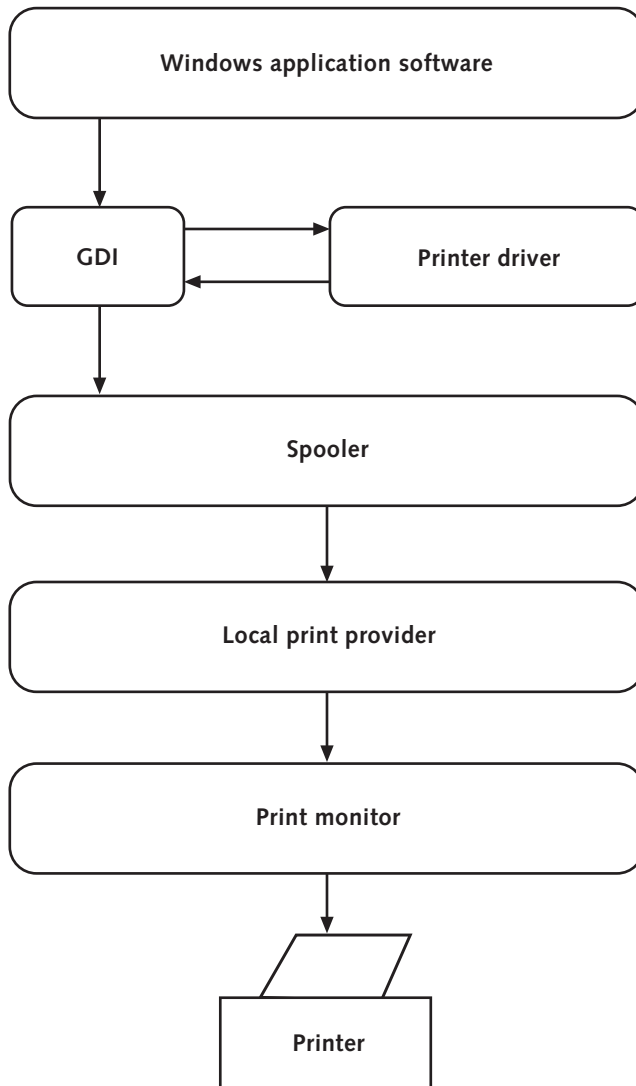 Windows application software
GDI
Printer driver
Spooler
Local print provider
Print monitor
Printer